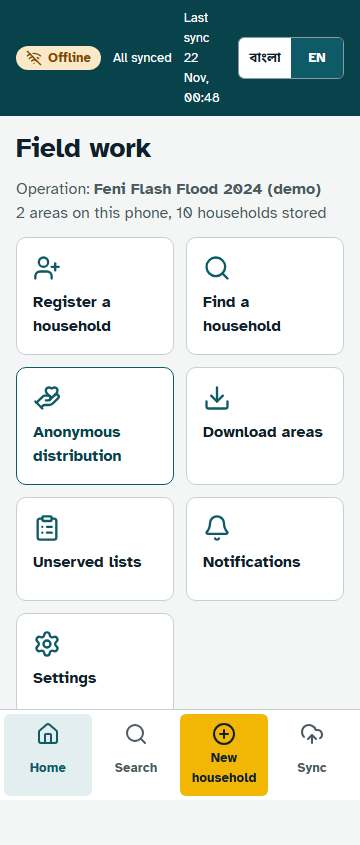 Offline
All synced
Last
sync
22
Nov,
00:48
বাংলা
EN
Field work
Operation: Feni Flash Flood 2024 (demo)
2 areas on this phone, 10 households stored
Register a
household
Find a
household
Anonymous
distribution
Download areas
Unserved lists
Notifications
Settings
Home
Search
New
household
Sync